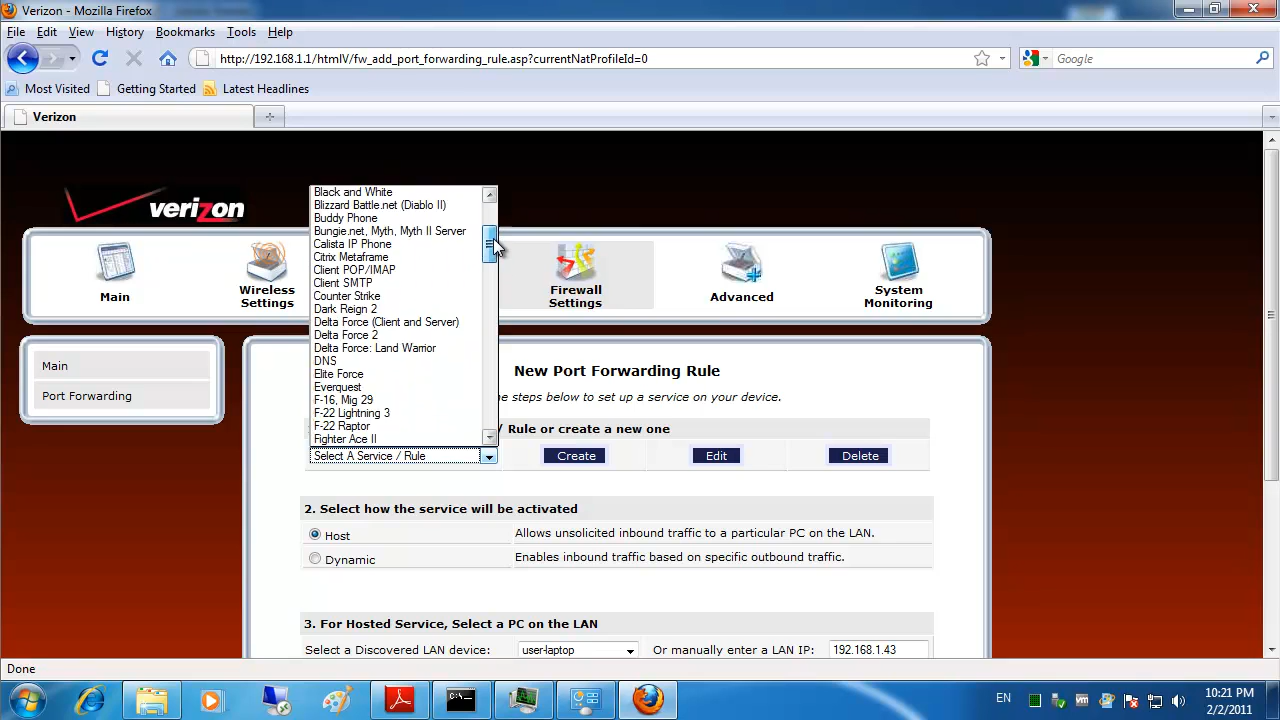 Verizon - Mozilla Firefox
File Edit View History Bookmarks Tools Help
http://192.168.1.1/htmlV/fw_add_port_forwarding_rule.asp?currentNatProfileId=0
Google
Most Visited Getting Started Latest Headlines
Verizon
verizon
Main
Wireless Settings
Firewall Settings
Advanced
System Monitoring
Main
Port Forwarding
Black and White
Blizzard Battle.net (Diablo II)
Buddy Phone
Bungie.net, Myth, Myth II Server
Calista IP Phone
Citrix Metaframe
Client POP/IMAP
Client SMTP
Counter Strike
Dark Reign 2
Delta Force (Client and Server)
Delta Force 2
Delta Force: Land Warrior
DNS
Elite Force
Everquest
F-16, Mig 29
F-22 Lightning 3
F-22 Raptor
Fighter Ace II
New Port Forwarding Rule
e steps below to set up a service on your device.
/ Rule or create a new one
Select A Service / Rule Create Edit Delete
2. Select how the service will be activated
Host Allows unsolicited inbound traffic to a particular PC on the LAN.
Dynamic Enables inbound traffic based on specific outbound traffic.
3. For Hosted Service, Select a PC on the LAN
Select a Discovered LAN device: user-laptop Or manually enter a LAN IP: 192.168.1.43
Done
EN
10:21 PM
2/2/2011